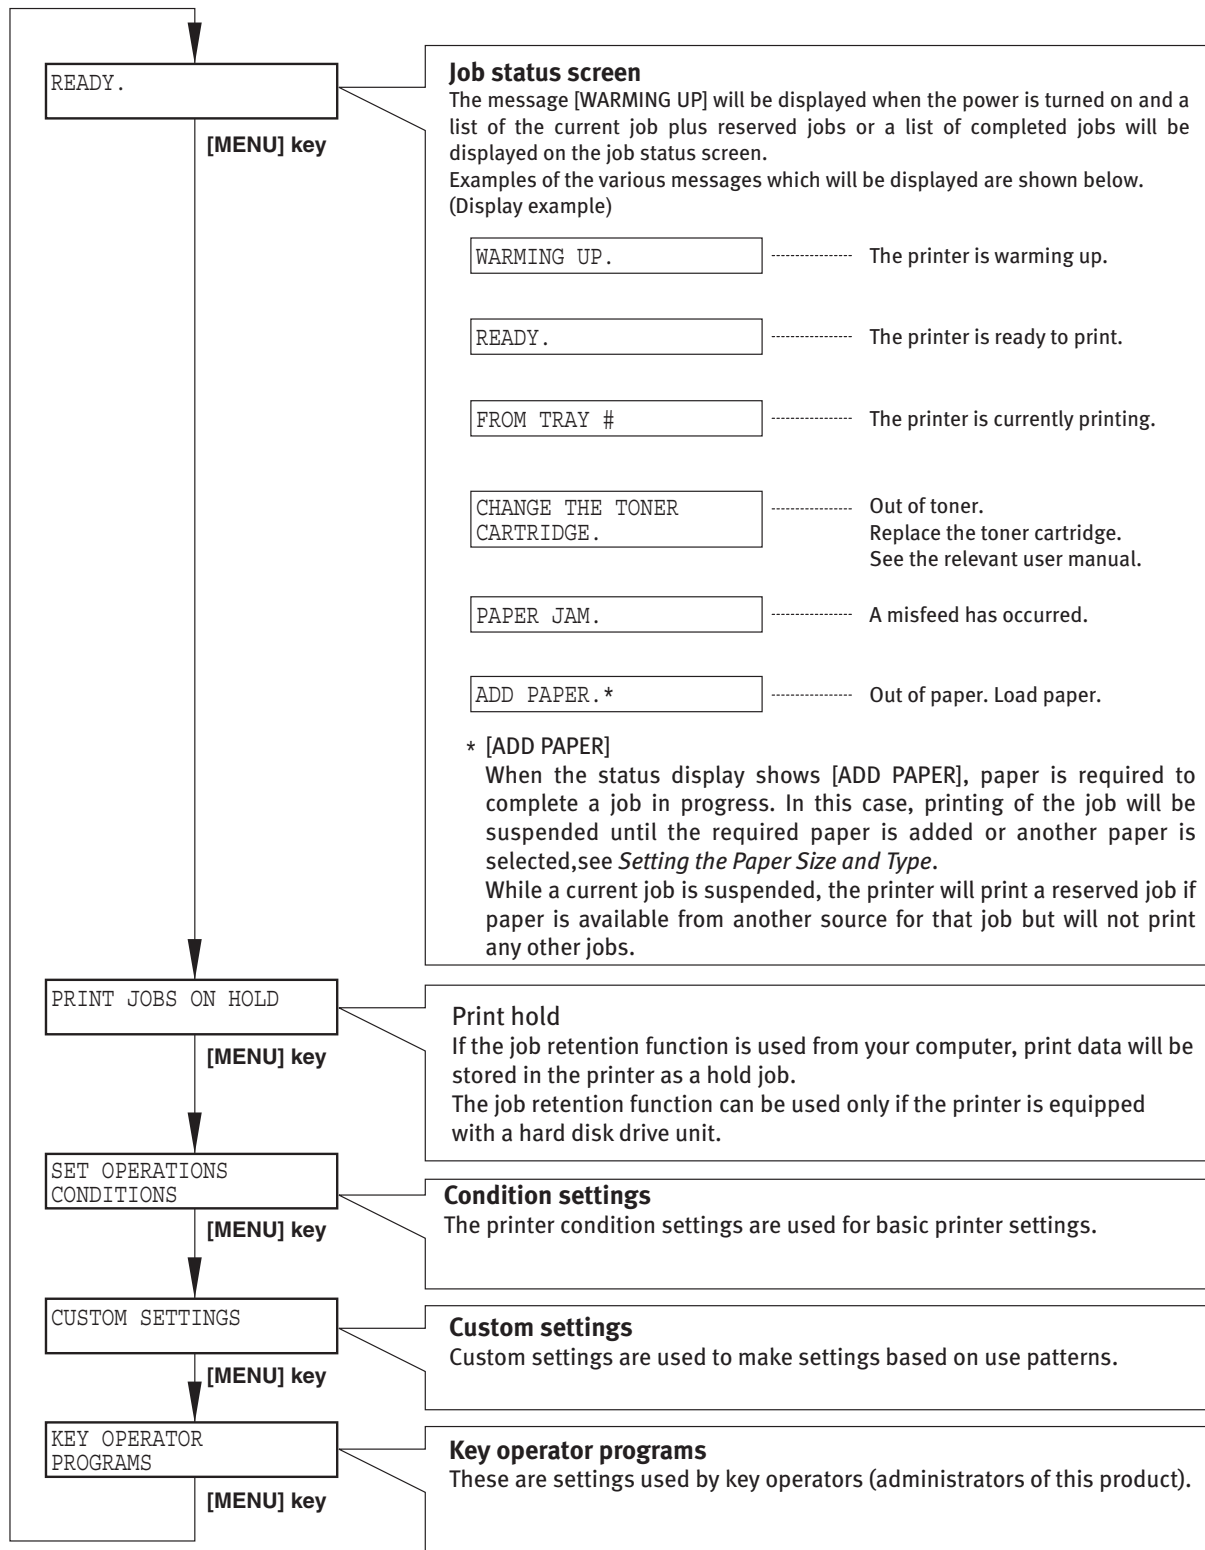 READY.
[MENU] key
Job status screen
The message [WARMING UP] will be displayed when the power is turned on and a
list of the current job plus reserved jobs or a list of completed jobs will be
displayed on the job status screen.
Examples of the various messages which will be displayed are shown below.
(Display example)
WARMING UP.
The printer is warming up.
READY.
The printer is ready to print.
FROM TRAY #
The printer is currently printing.
CHANGE THE TONER
CARTRIDGE.
Out of toner.
Replace the toner cartridge.
See the relevant user manual.
PAPER JAM.
A misfeed has occurred.
ADD PAPER.*
Out of paper. Load paper.
* [ADD PAPER]
When the status display shows [ADD PAPER], paper is required to
complete a job in progress. In this case, printing of the job will be
suspended until the required paper is added or another paper is
selected,see Setting the Paper Size and Type.
While a current job is suspended, the printer will print a reserved job if
paper is available from another source for that job but will not print
any other jobs.
PRINT JOBS ON HOLD
[MENU] key
Print hold
If the job retention function is used from your computer, print data will be
stored in the printer as a hold job.
The job retention function can be used only if the printer is equipped
with a hard disk drive unit.
SET OPERATIONS
CONDITIONS
[MENU] key
Condition settings
The printer condition settings are used for basic printer settings.
CUSTOM SETTINGS
[MENU] key
Custom settings
Custom settings are used to make settings based on use patterns.
KEY OPERATOR
PROGRAMS
[MENU] key
Key operator programs
These are settings used by key operators (administrators of this product).